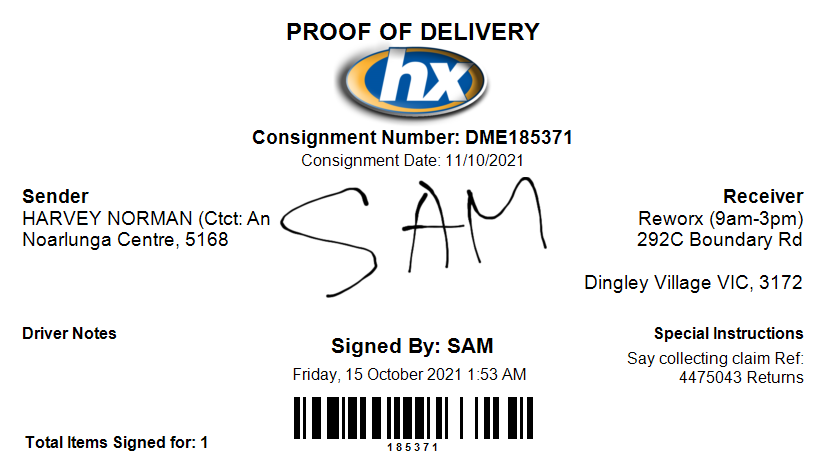 PROOF OF DELIVERY
hx
Consignment Number: DME185371
Consignment Date: 11/10/2021
Sender
HARVEY NORMAN (Ctct: An
Noarlunga Centre, 5168
SAM
Receiver
Reworx (9am-3pm)
292C Boundary Rd
Dingley Village VIC, 3172
Driver Notes
Signed By: SAM
Friday, 15 October 2021 1:53 AM
Special Instructions
Say collecting claim Ref:
4475043 Returns
185371
Total Items Signed for: 1